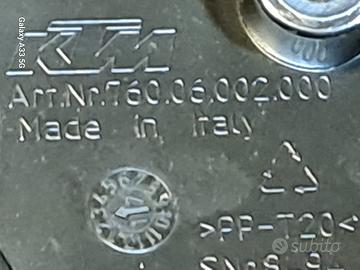 Galaxy A33 5G
KTM
Art.Nr.760.06.002.000
Made in Italy
>PP-T20<
subito